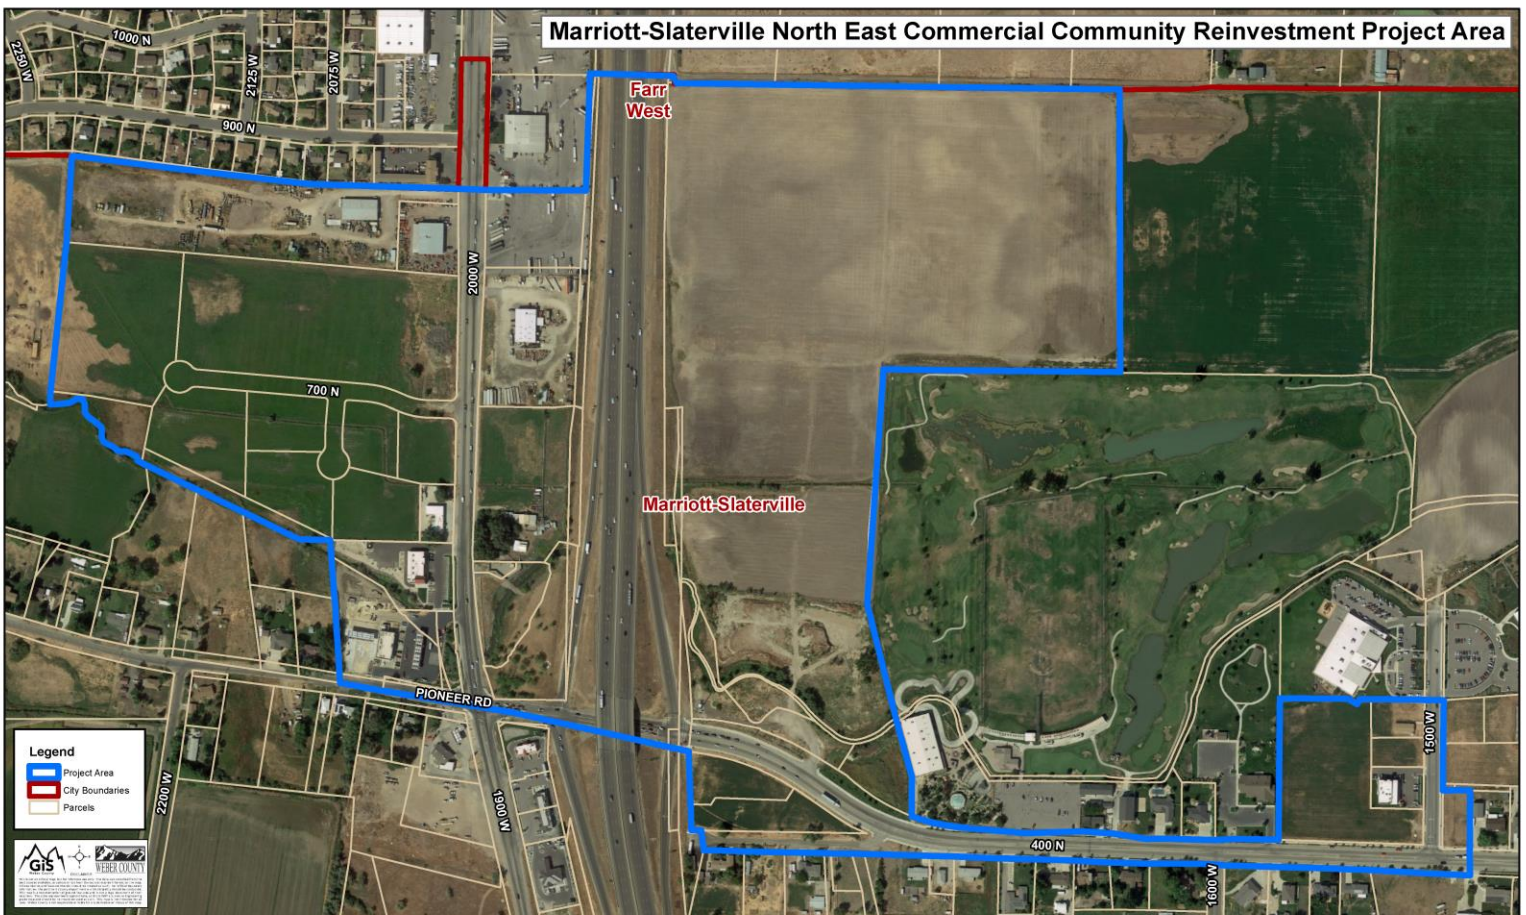 Marriott-Slaterville North East Commercial Community Reinvestment Project Area
1000 N
2250 W
2125 W
2075 W
900 N
Farr
West
2000 W
700 N
Marriott-Slaterville
PIONEER RD
1500 W
2200 W
1900 W
400 N
1600 W
Legend
Project Area
City Boundaries
Parcels
GIS
WEBER COUNTY